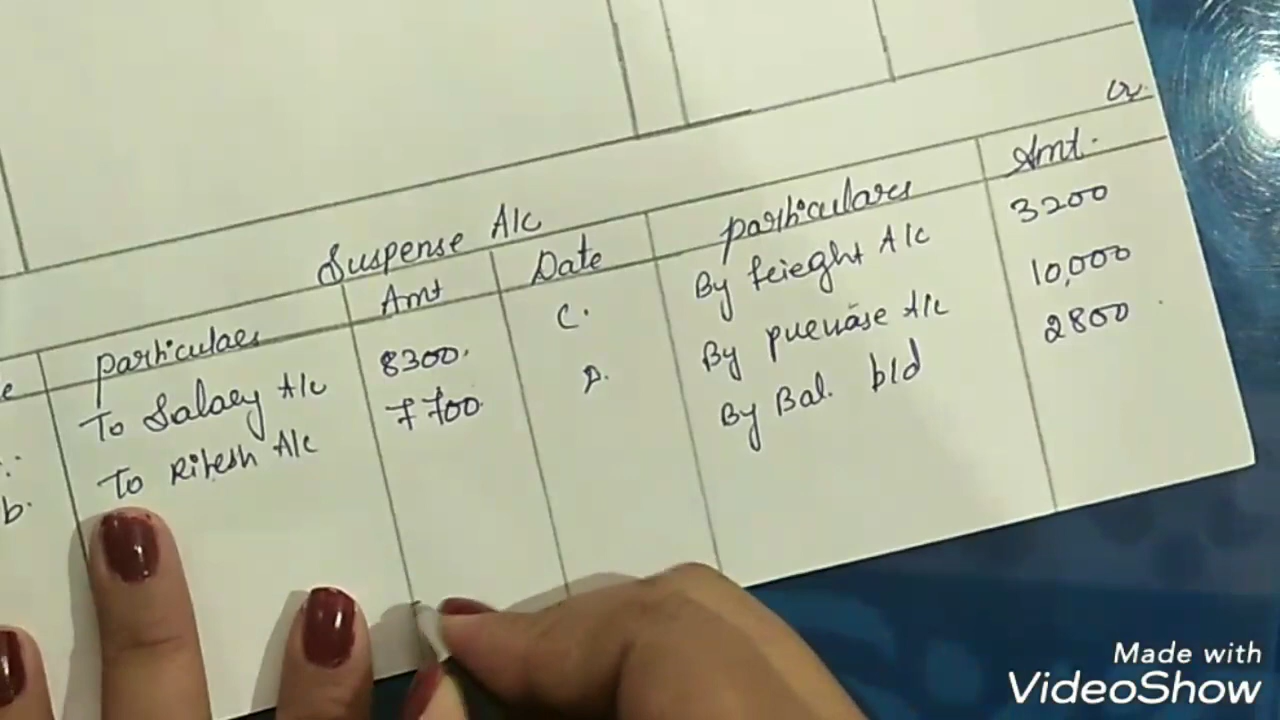 Cr.
Suspense A/c
e particulars Amt Date particulars Amt.
To Salary A/c 8300. C. By freight A/c 3200
b. To Ritesh A/c 7700. D. By purchase A/c 10,000
By Bal. b/d 2800
Made with
VideoShow